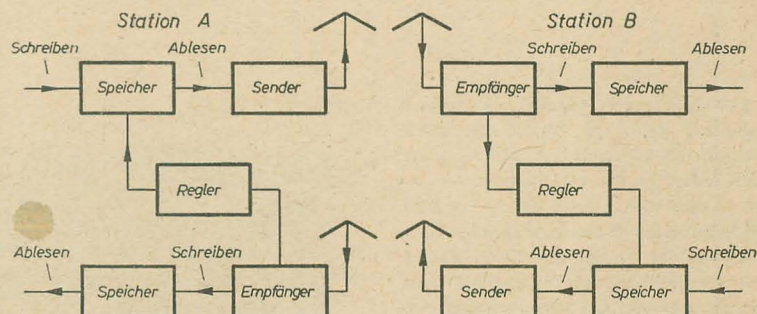 Station A
Station B
Schreiben
Ablesen
Schreiben
Ablesen
Speicher
Sender
Empfänger
Speicher
Regler
Regler
Ablesen
Schreiben
Ablesen
Schreiben
Speicher
Empfänger
Sender
Speicher